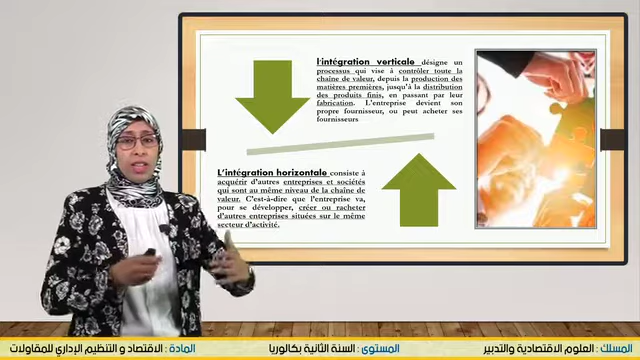 l'intégration verticale désigne un
processus qui vise à contrôler toute la
chaîne de valeur, depuis la production des
matières premières, jusqu'à la distribution
des produits finis, en passant par leur
fabrication. L'entreprise devient son
propre fournisseur, ou peut acheter ses
fournisseurs
L'intégration horizontale consiste à
acquérir d'autres entreprises et sociétés
qui sont au même niveau de la chaîne de
valeur. C'est-à-dire que l'entreprise va,
pour se développer, créer ou racheter
d'autres entreprises situées sur le même
secteur d'activité.
المسلك : العلوم الاقتصادية والتدبير المستوى : السنة الثانية بكالوريا المادة : الاقتصاد و التنظيم الإداري للمقاولات